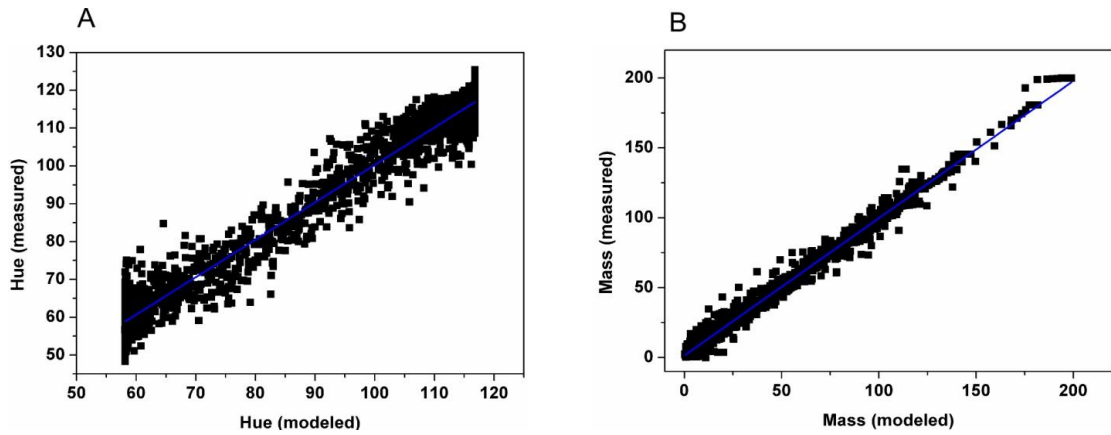 A
130
120
110
100
90
80
70
60
50
Hue (measured)
50 60 70 80 90 100 110 120
Hue (modeled)
B
200
150
100
50
0
Mass (measured)
0 50 100 150 200
Mass (modeled)